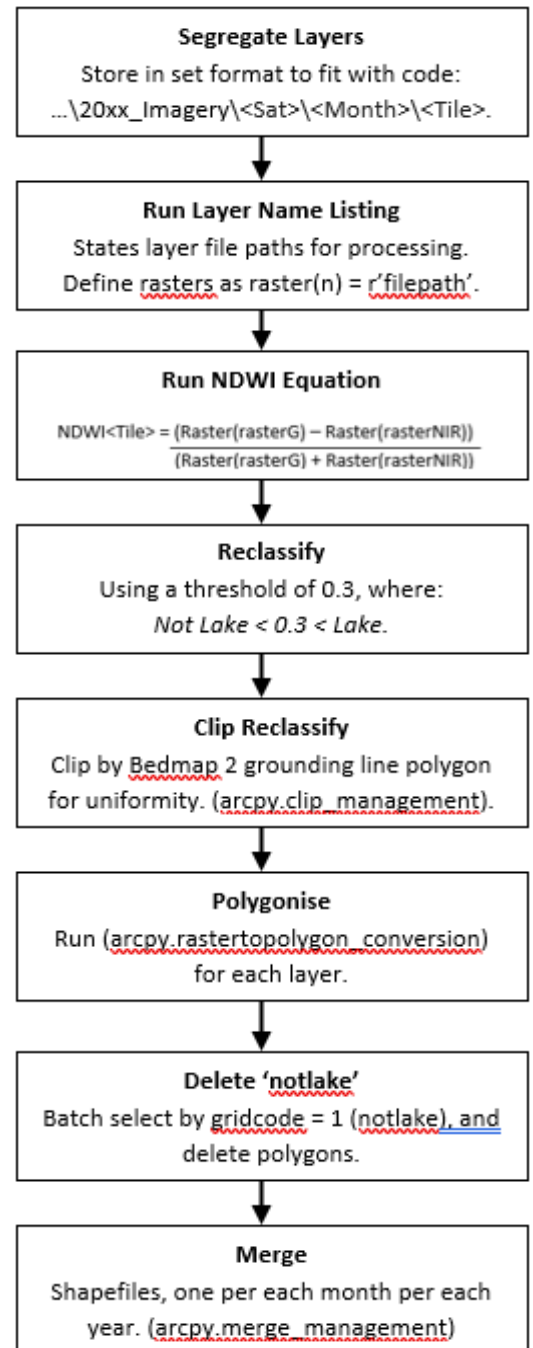 Segregate Layers
Store in set format to fit with code:
…\20xx_Imagery\<Sat>\<Month>\<Tile>.
Run Layer Name Listing
States layer file paths for processing.
Define rasters as raster(n) = r’filepath’.
Run NDWI Equation
NDWI<Tile> = (Raster(rasterG) – Raster(rasterNIR))
(Raster(rasterG) + Raster(rasterNIR))
Reclassify
Using a threshold of 0.3, where:
Not Lake < 0.3 < Lake.
Clip Reclassify
Clip by Bedmap 2 grounding line polygon
for uniformity. (arcpy.clip_management).
Polygonise
Run (arcpy.rastertopolygon_conversion)
for each layer.
Delete ‘notlake’
Batch select by gridcode = 1 (notlake), and
delete polygons.
Merge
Shapefiles, one per each month per each
year. (arcpy.merge_management)